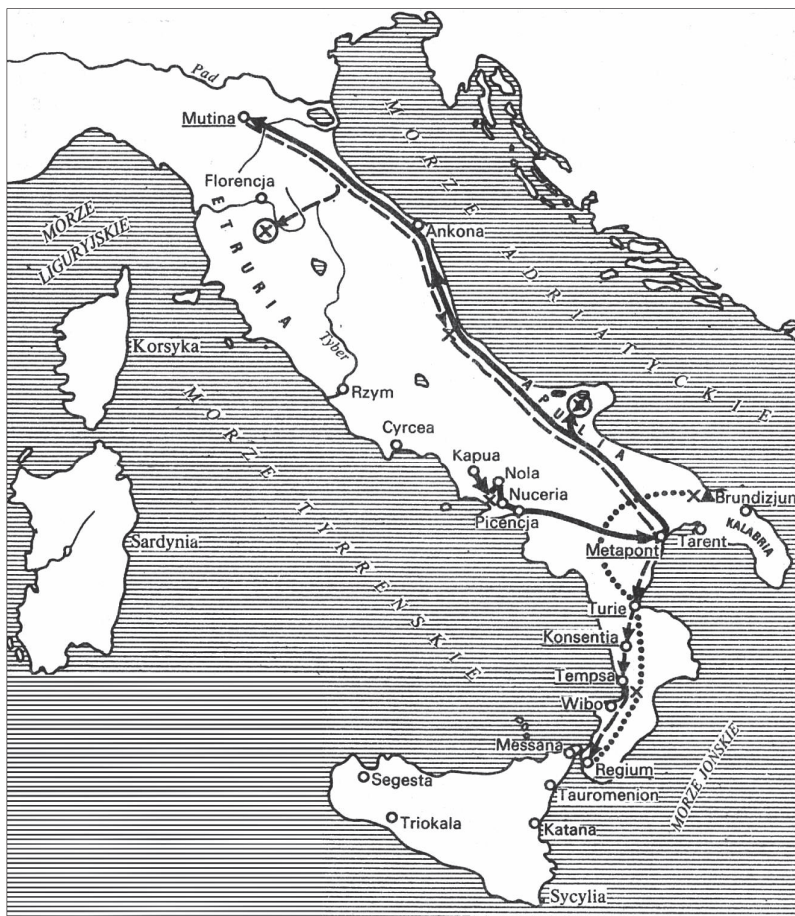 Pad
Mutina
MORZE ADRIATYCKIE
Florencja
MORZE
LIGURYJSKIE
ETRURIA
Ankona
Tyber
Korsyka
Rzym
APULIA
MORZE TYRREŃSKIE
Cyrcea
Kapua
Nola
Nuceria
Picencja
Brundizjum
Sardynia
Metapont
Tarent
KALABRIA
Turie
Konsentia
Tempsa
Wibo
Messana
Regium
MORZE JOŃSKIE
Segesta
Tauromenion
Triokala
Katana
Sycylia